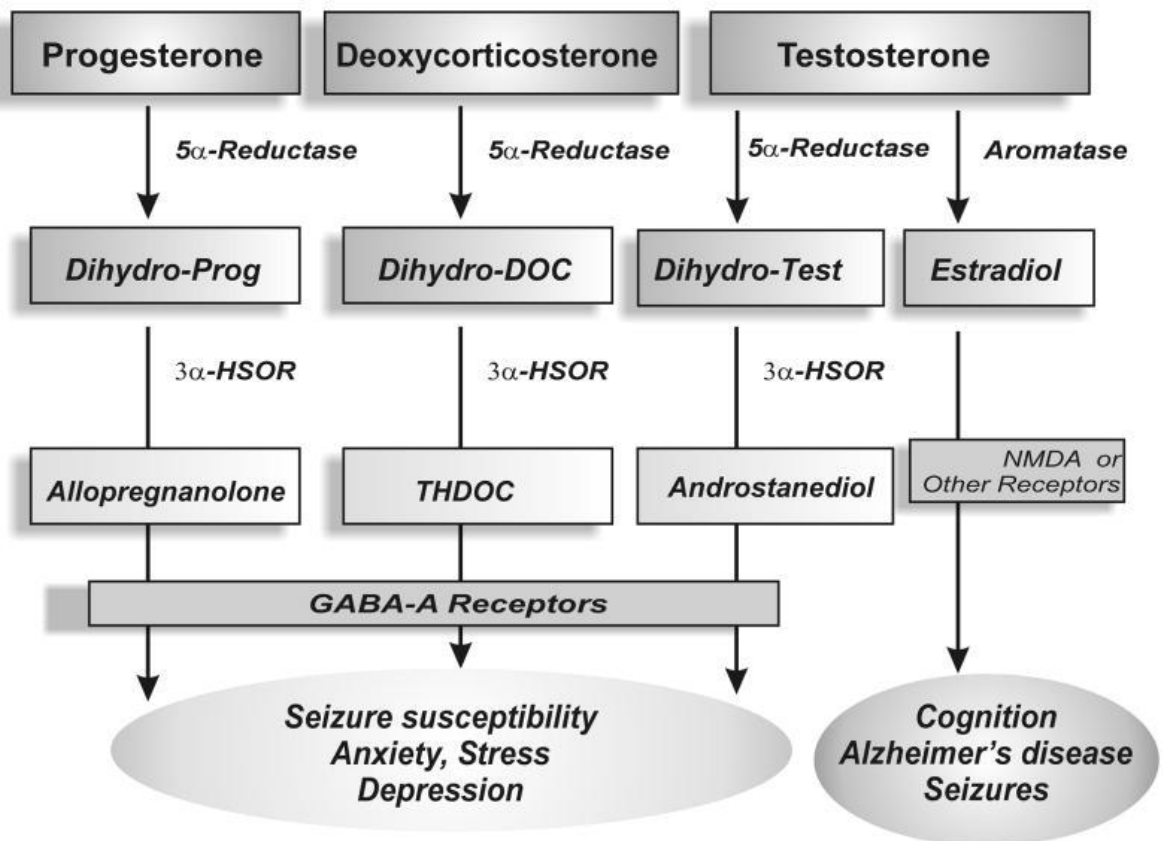 Progesterone
Deoxycorticosterone
Testosterone
5α-Reductase
5α-Reductase
5α-Reductase
Aromatase
Dihydro-Prog
Dihydro-DOC
Dihydro-Test
Estradiol
3α-HSOR
3α-HSOR
3α-HSOR
Allopregnanolone
THDOC
Androstanediol
NMDA or
Other Receptors
GABA-A Receptors
Seizure susceptibility
Anxiety, Stress
Depression
Cognition
Alzheimer's disease
Seizures